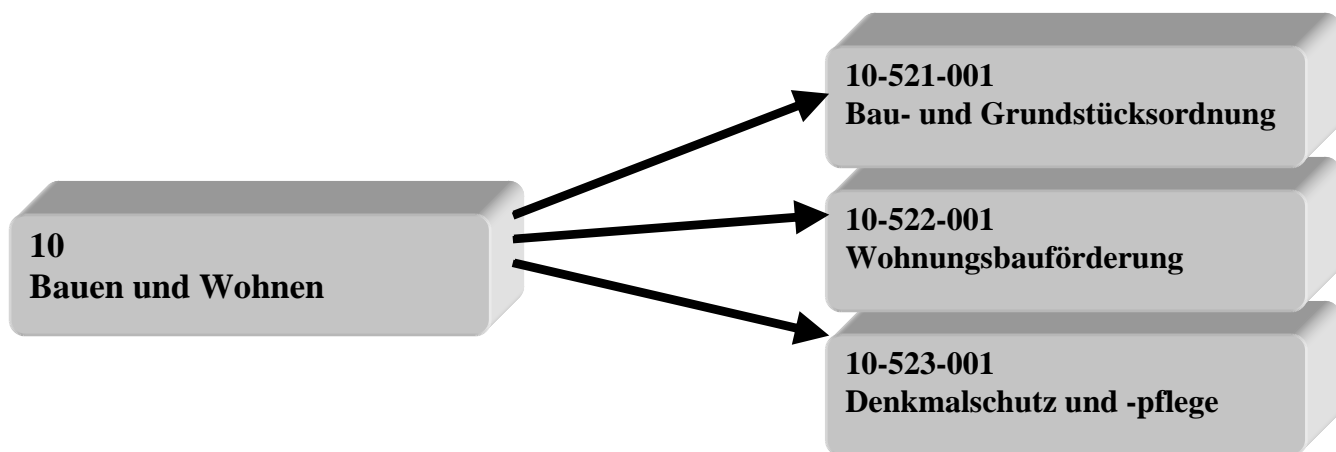 10
Bauen und Wohnen
10-521-001
Bau- und Grundstücksordnung
10-522-001
Wohnungsbauförderung
10-523-001
Denkmalschutz und -pflege